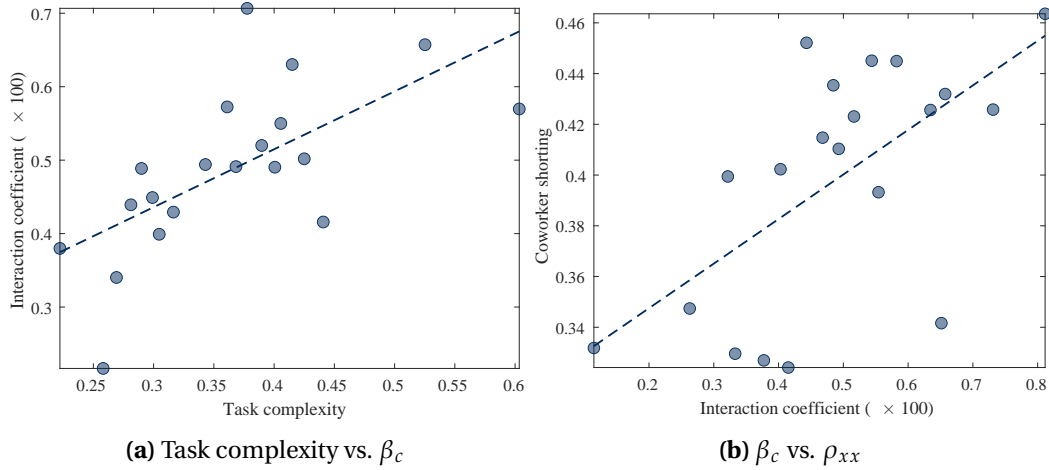 0.7
0.6
0.5
0.4
0.3
Interaction coefficient ( × 100)
0.25 0.3 0.35 0.4 0.45 0.5 0.55 0.6
Task complexity
(a) Task complexity vs. β_c
0.46
0.44
0.42
0.4
0.38
0.36
0.34
Coworker shorting
0.2 0.3 0.4 0.5 0.6 0.7 0.8
Interaction coefficient ( × 100)
(b) β_c vs. ρ_xx